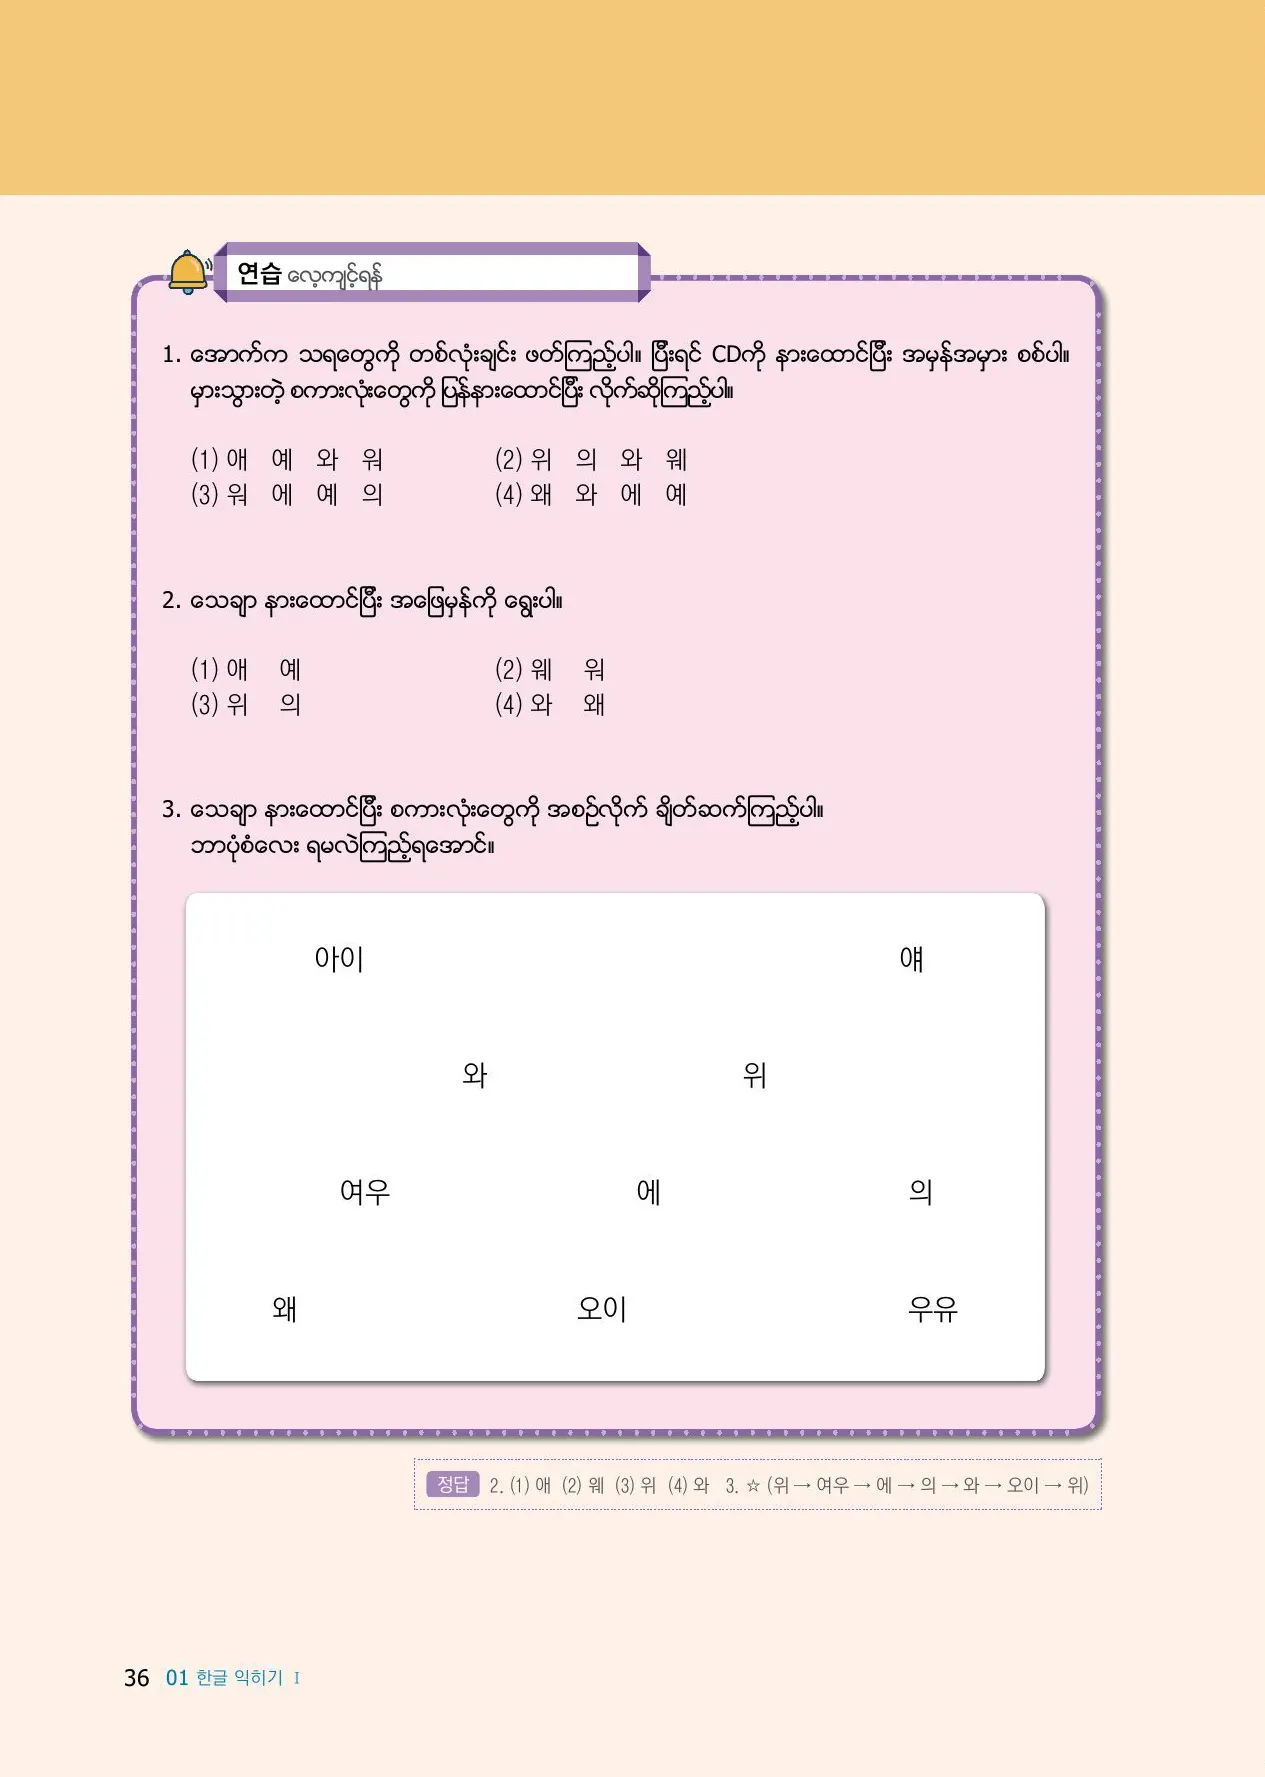 연습 လေ့ကျင့်ရန်
1. အောက်က သရတွေကို တစ်လုံးချင်း ဖတ်ကြည့်ပါ။ ပြီးရင် CDကို နားထောင်ပြီး အမှန်အမှား စစ်ပါ။
မှားသွားတဲ့ စကားလုံးတွေကို ပြန်နားထောင်ပြီး လိုက်ဆိုကြည့်ပါ။
(1) 애 예 와 워 (2) 위 의 와 웨
(3) 워 에 예 의 (4) 왜 와 에 예
2. သေချာ နားထောင်ပြီး အဖြေမှန်ကို ရွေးပါ။
(1) 애 예 (2) 웨 워
(3) 위 의 (4) 와 왜
3. သေချာ နားထောင်ပြီး စကားလုံးတွေကို အစဉ်လိုက် ချိတ်ဆက်ကြည့်ပါ။
ဘာပုံစံလေး ရမလဲကြည့်ရအောင်။
아이 얘
와 위
여우 에 의
왜 오이 우유
정답 2. (1) 애 (2) 웨 (3) 위 (4) 와 3. ☆ (위 → 여우 → 에 → 의 → 와 → 오이 → 위)
36 01 한글 익히기 I